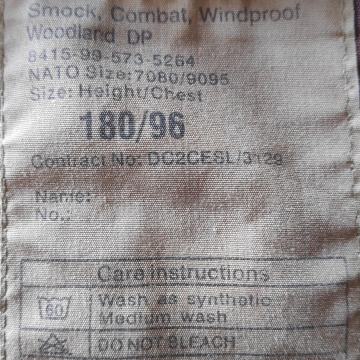 Smock, Combat, Windproof
Woodland DP
8415-99-573-5264
NATO Size:7080/9095
Size: Height/Chest
180/96
Contract No: DC2CESL/3129
Name:
No.:
Care instructions
60
Wash as synthetic
Medium wash
DO NOT BLEACH